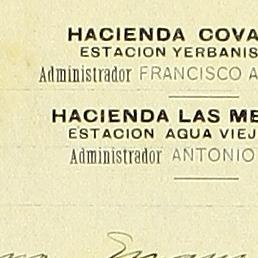 HACIENDA COVA
ESTACION YERBANIS
Administrador FRANCISCO A
HACIENDA LAS ME
ESTACION AGUA VIEJ
Administrador ANTONIO